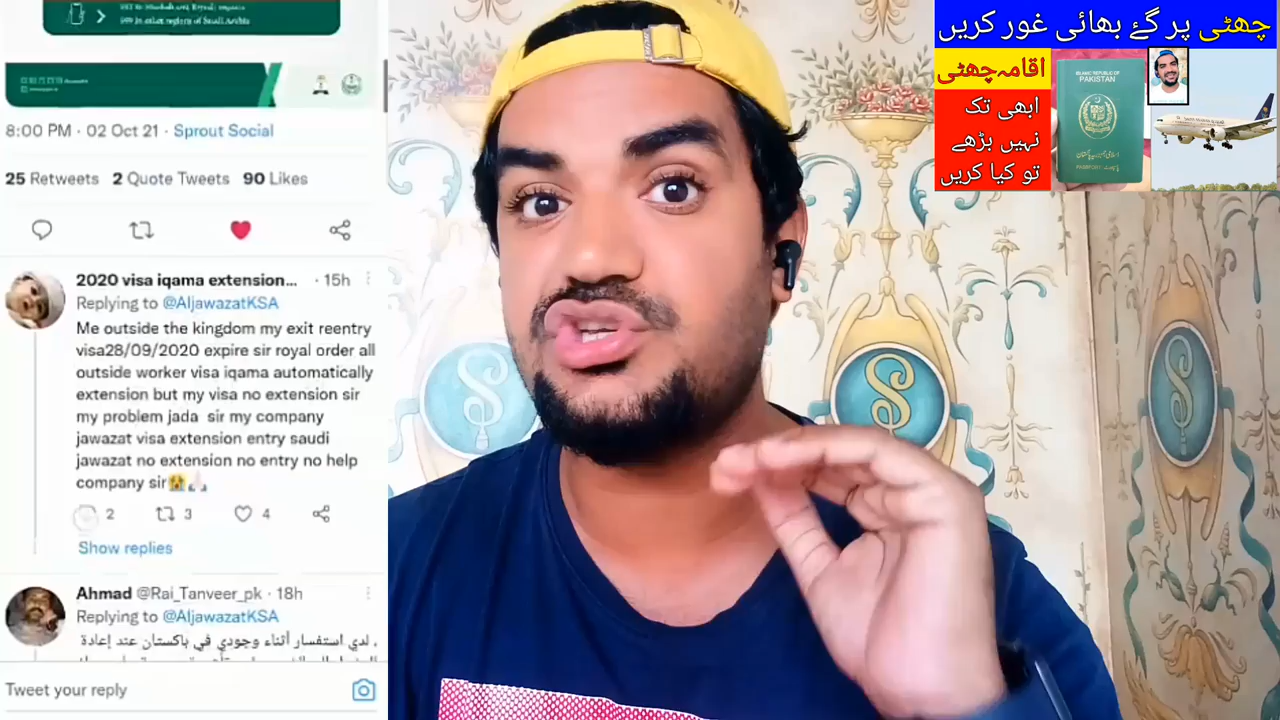 8:00 PM · 02 Oct 21 · Sprout Social
25 Retweets 2 Quote Tweets 90 Likes
2020 visa iqama extension... · 15h
Replying to @AljawazatKSA
Me outside the kingdom my exit reentry
visa28/09/2020 expire sir royal order all
outside worker visa iqama automatically
extension but my visa no extension sir
my problem jada sir my company
jawazat visa extension entry saudi
jawazat no extension no entry no help
company sir😭🙏🏻
2 3 4
Show replies
Ahmad @Rai_Tanveer_pk · 18h
Replying to @AljawazatKSA
لدي استفسار أثناء وجودي في باكستان عند إعادة
Tweet your reply
چھٹی پر گۓ بھائی غور کریں
اقامہ چھٹی
ابھی تک
نہیں بڑھے
تو کیا کریں
ISLAMIC REPUBLIC OF
PAKISTAN
S
S
S